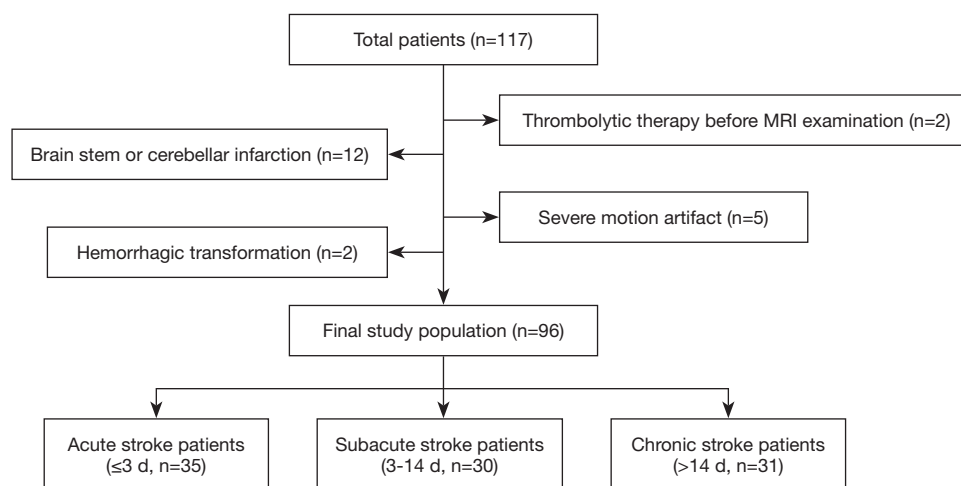 Total patients (n=117)
Thrombolytic therapy before MRI examination (n=2)
Brain stem or cerebellar infarction (n=12)
Severe motion artifact (n=5)
Hemorrhagic transformation (n=2)
Final study population (n=96)
Acute stroke patients
(≤3 d, n=35)
Subacute stroke patients
(3-14 d, n=30)
Chronic stroke patients
(>14 d, n=31)